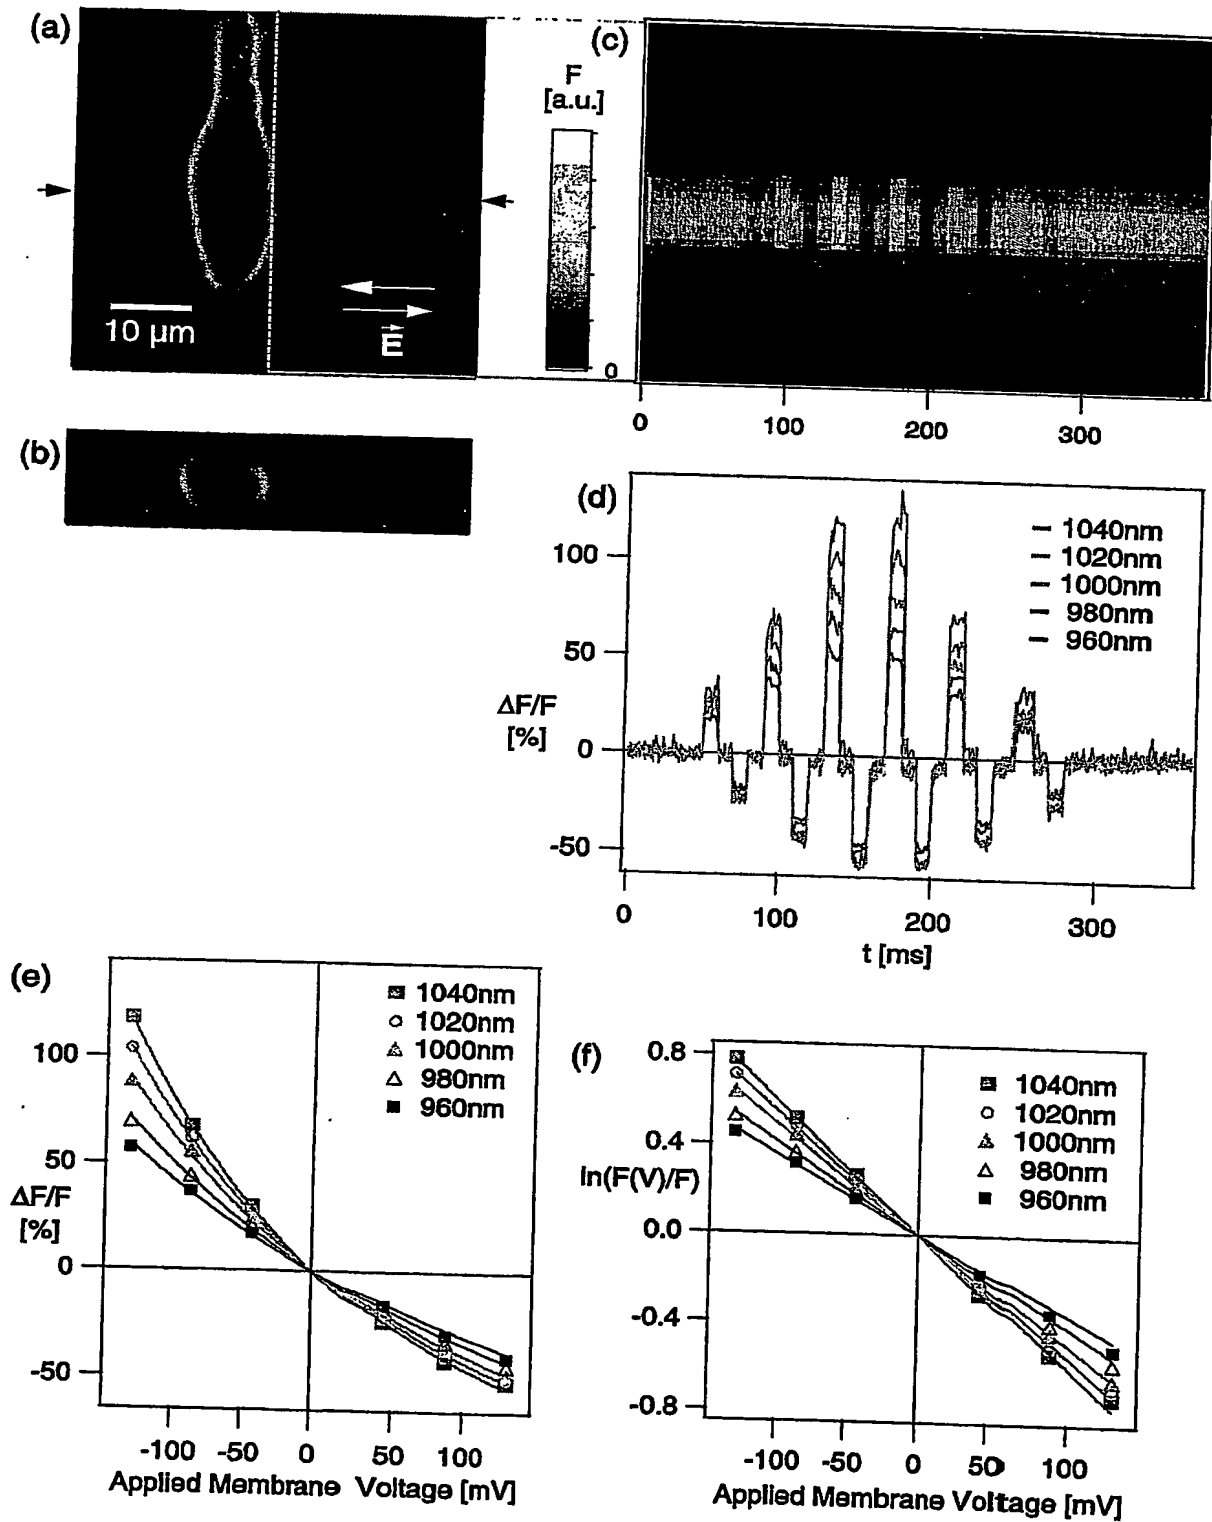 (a)
10 µm
E
F
[a.u.]
0
(c)
0 100 200 300
(b)
(d)
1040nm
1020nm
1000nm
980nm
960nm
100
50
0
-50
ΔF/F
[%]
0 100 200 300
t [ms]
(e)
1040nm
1020nm
1000nm
980nm
960nm
100
50
0
-50
ΔF/F
[%]
-100 -50 0 50 100
Applied Membrane Voltage [mV]
(f)
1040nm
1020nm
1000nm
980nm
960nm
0.8
0.4
0.0
-0.4
-0.8
ln(F(V)/F)
-100 -50 0 50 100
Applied Membrane Voltage [mV]